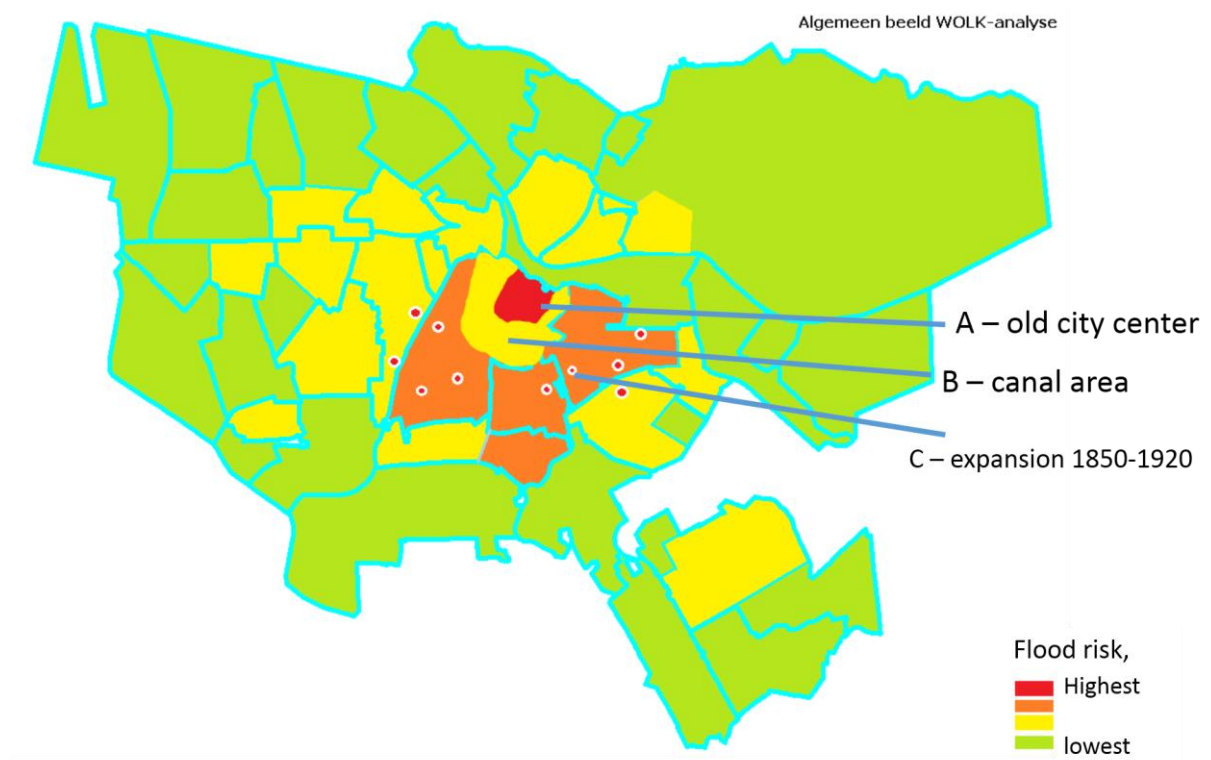 Algemeen beeld WOLK-analyse
A – old city center
B – canal area
C – expansion 1850-1920
Flood risk,
Highest
lowest